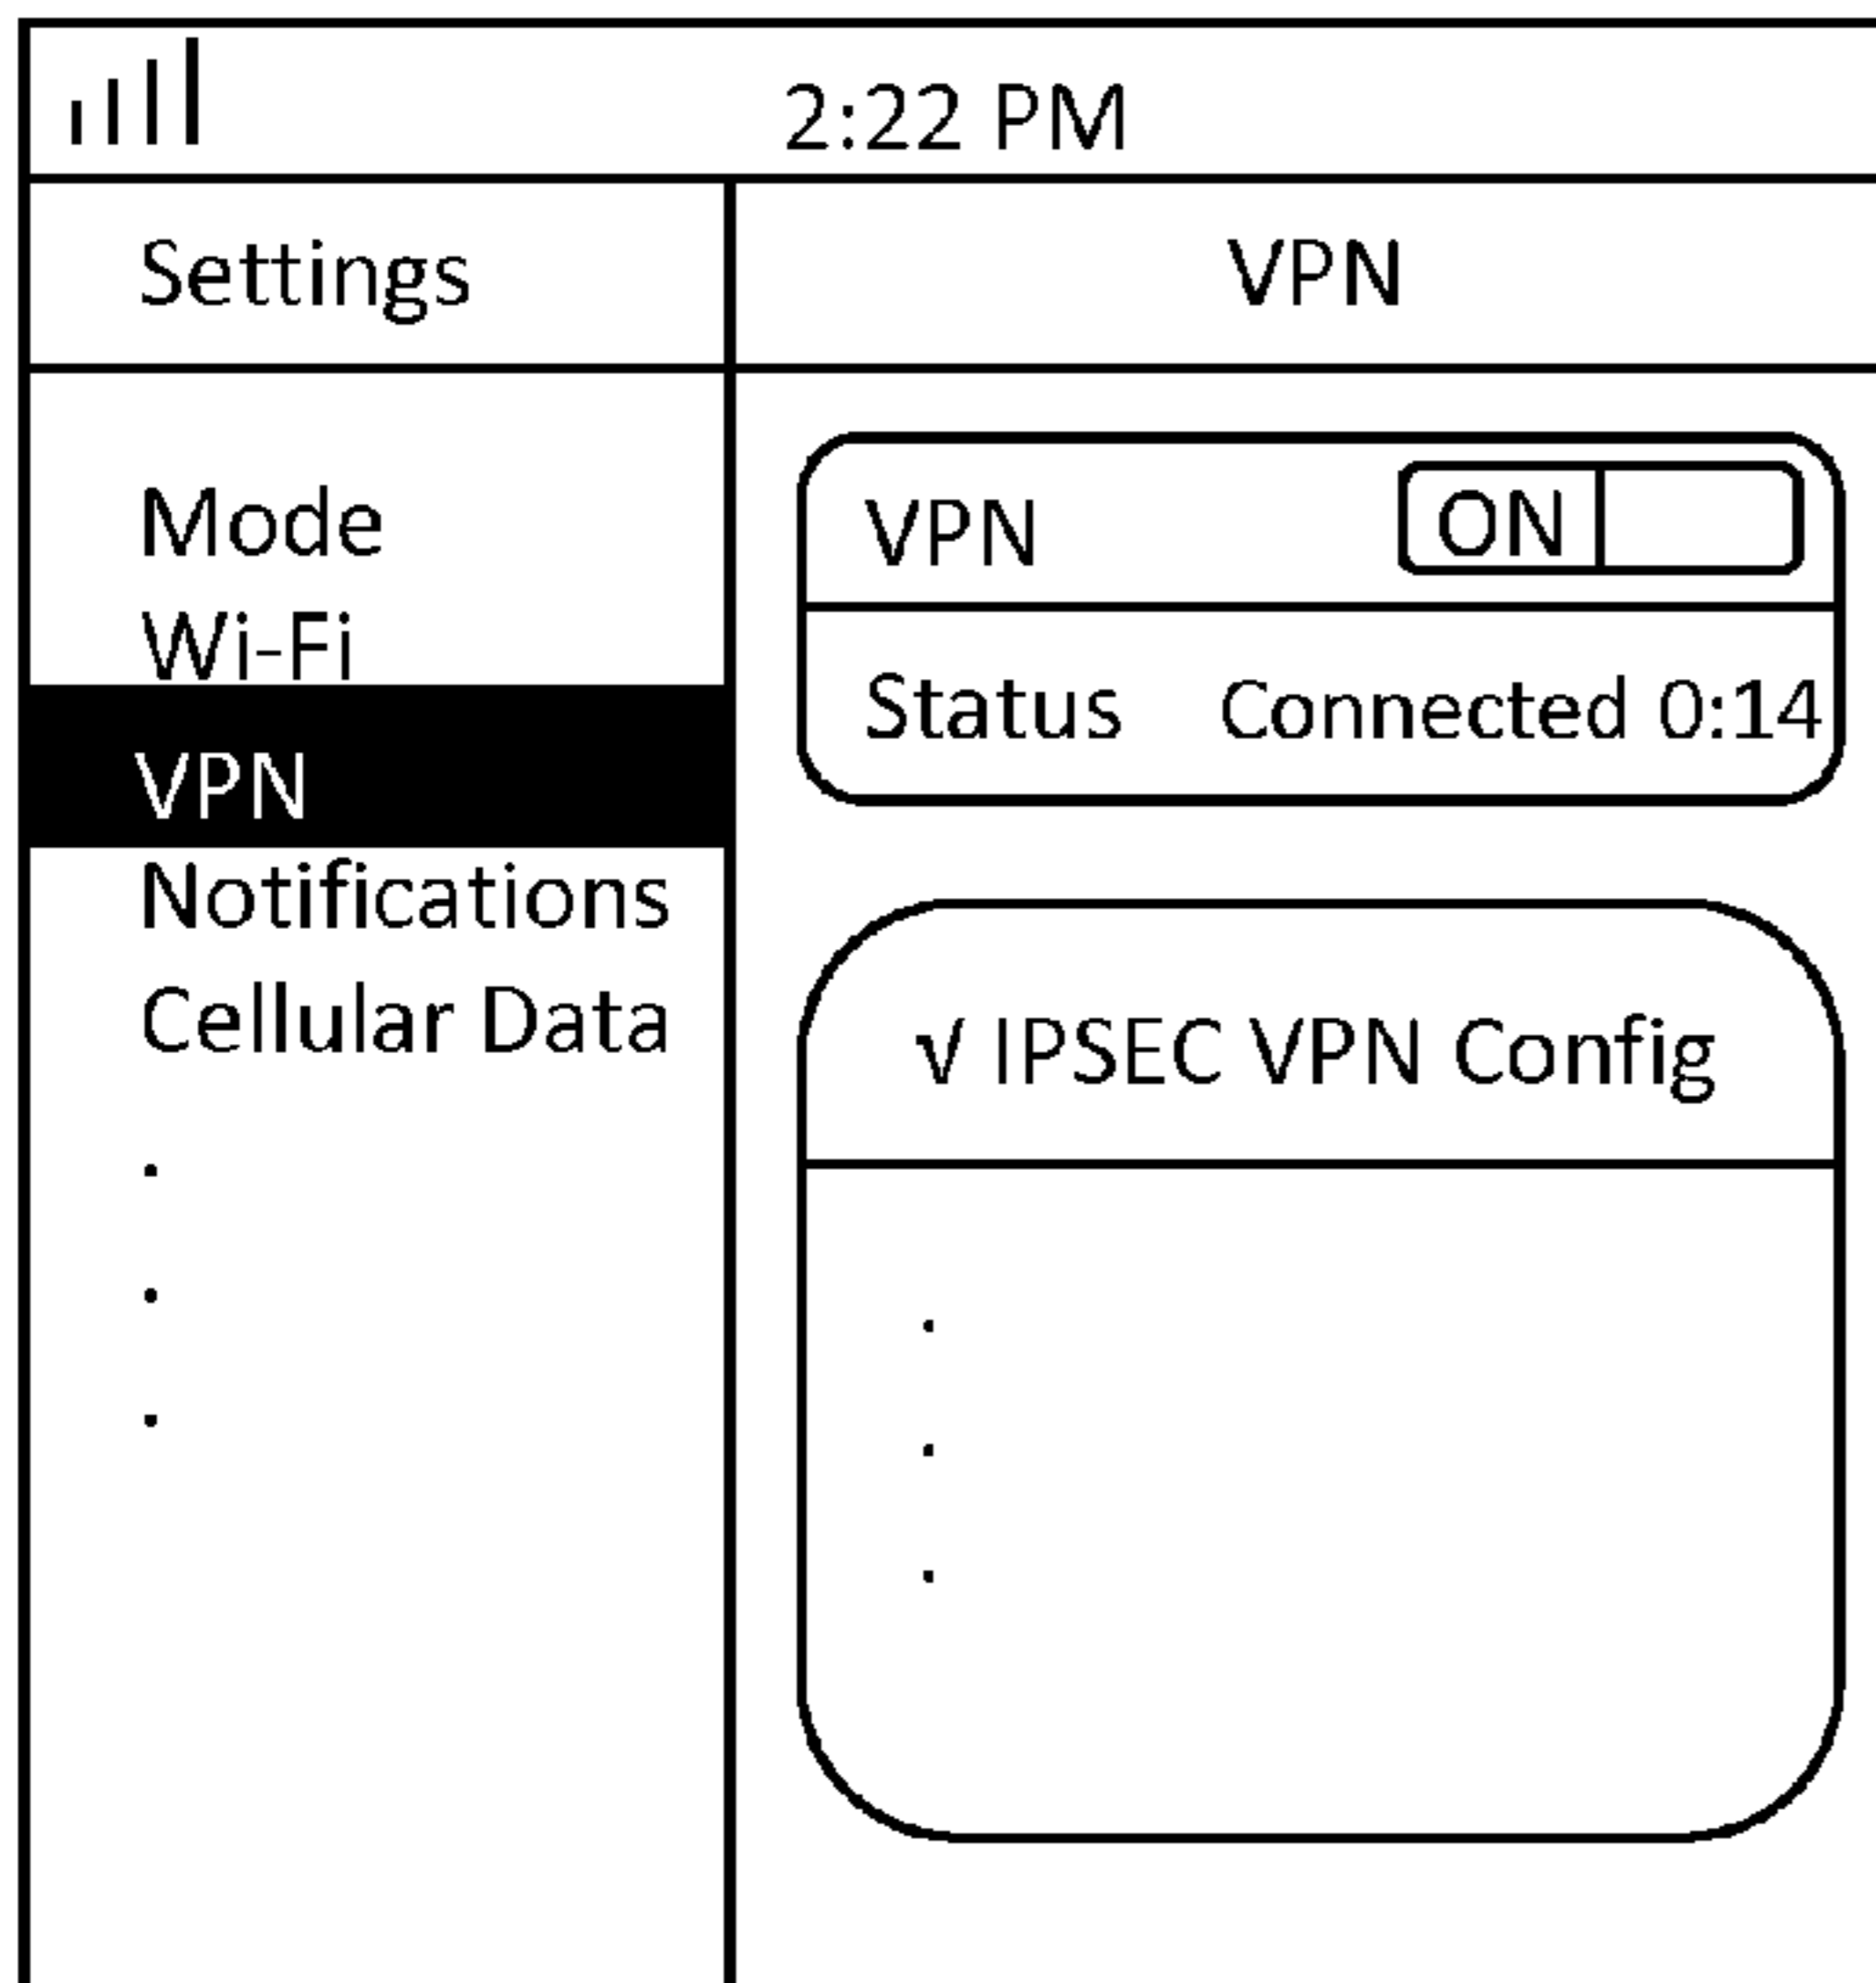 2:22 PM
Settings
VPN
Mode
Wi-Fi
VPN
Notifications
Cellular Data
.
.
.
VPN ON
Status Connected 0:14
√ IPSEC VPN Config
.
.
.